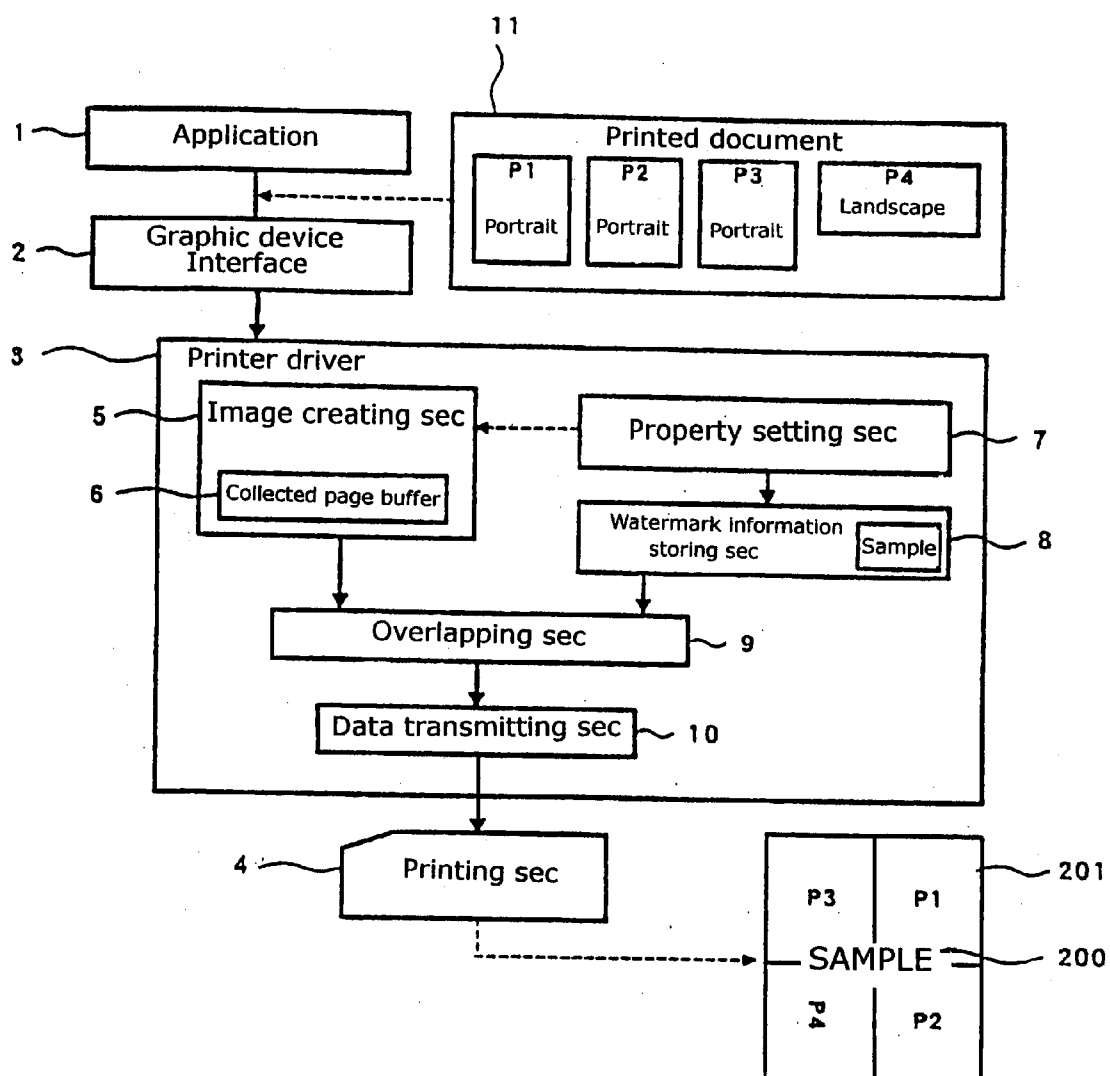 11
1
Application
Printed document
P1
P2
P3
P4
Portrait
Portrait
Portrait
Landscape
2
Graphic device
Interface
3
Printer driver
5
Image creating sec
Property setting sec
7
6
Collected page buffer
Watermark information
storing sec
Sample
8
Overlapping sec
9
Data transmitting sec
10
4
Printing sec
P3
P1
201
SAMPLE
200
P4
P2